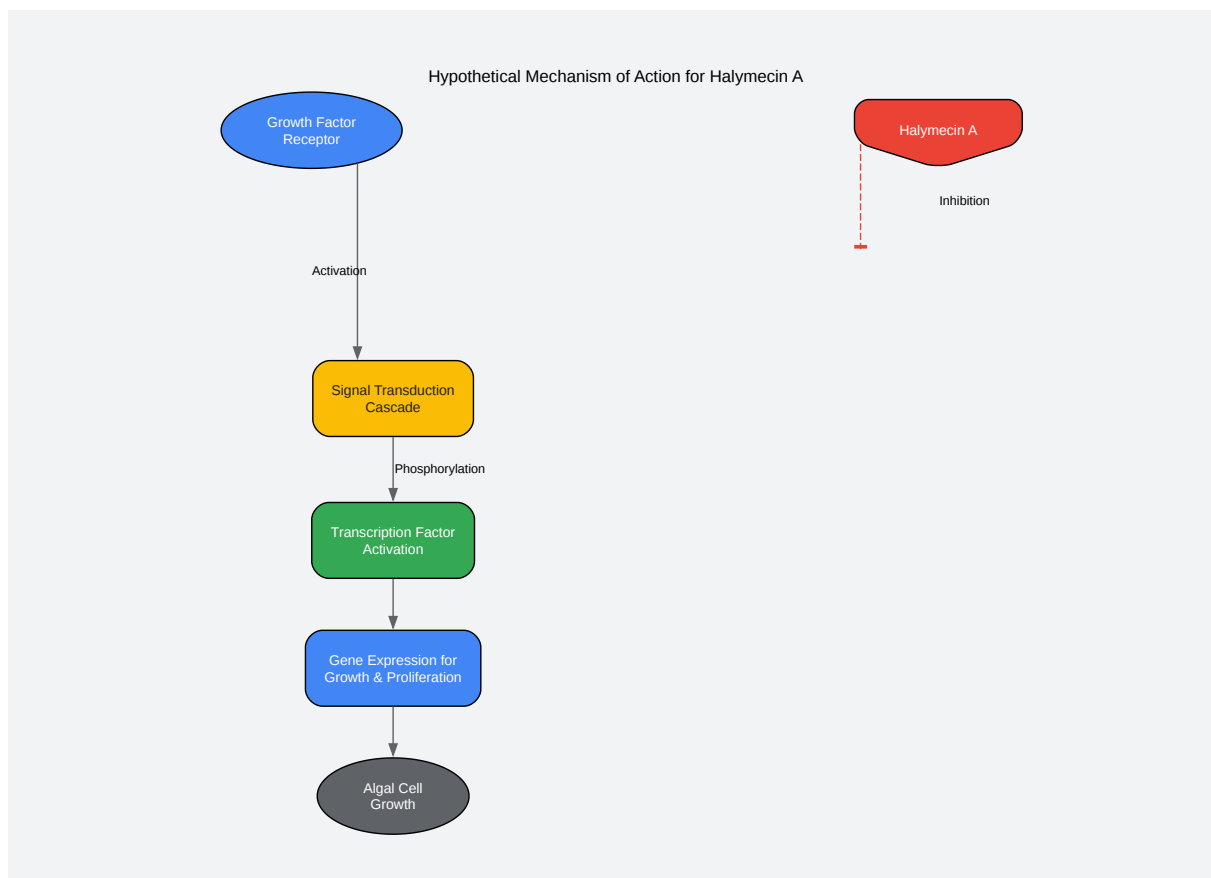 Hypothetical Mechanism of Action for Halymecin A
Growth Factor
Receptor
Halymecin A
Inhibition
Activation
Signal Transduction
Cascade
Phosphorylation
Transcription Factor
Activation
Gene Expression for
Growth & Proliferation
Algal Cell
Growth